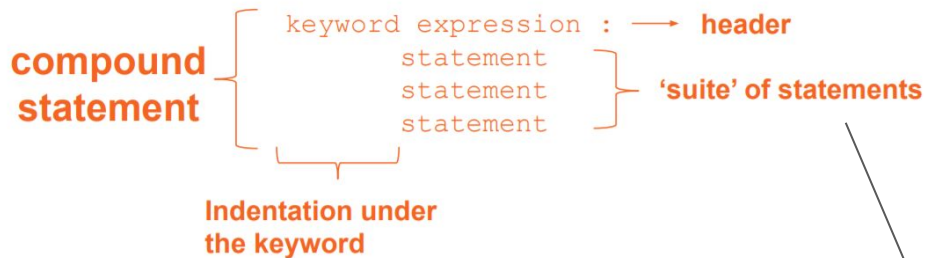 keyword expression : header
compound
statement
statement
statement
statement
‘suite’ of statements
Indentation under
the keyword